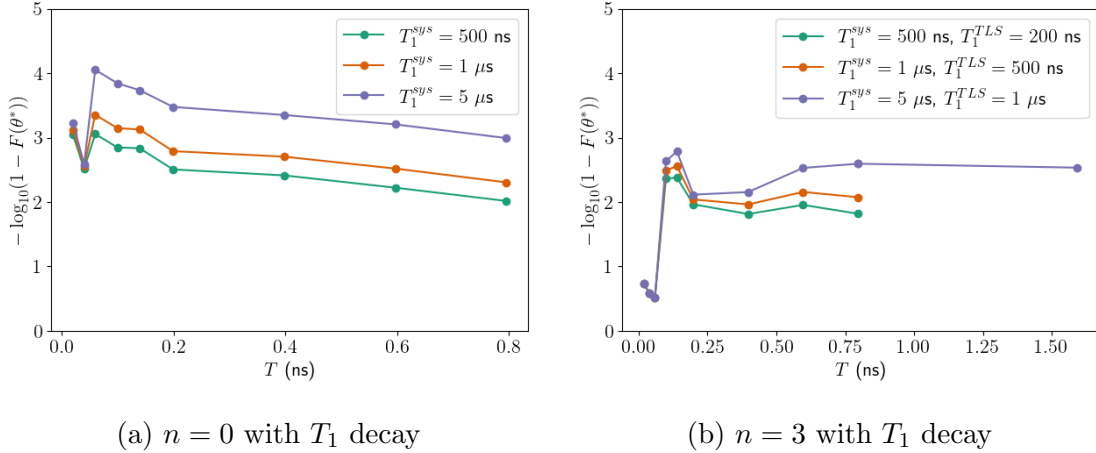 5
4
3
2
1
0
− log₁₀(1 − F(θ*))
T₁^{sys} = 500 ns
T₁^{sys} = 1 μs
T₁^{sys} = 5 μs
0.0 0.2 0.4 0.6 0.8
T (ns)
(a) n = 0 with T₁ decay
5
4
3
2
1
0
− log₁₀(1 − F(θ*))
T₁^{sys} = 500 ns, T₁^{TLS} = 200 ns
T₁^{sys} = 1 μs, T₁^{TLS} = 500 ns
T₁^{sys} = 5 μs, T₁^{TLS} = 1 μs
0.00 0.25 0.50 0.75 1.00 1.25 1.50
T (ns)
(b) n = 3 with T₁ decay